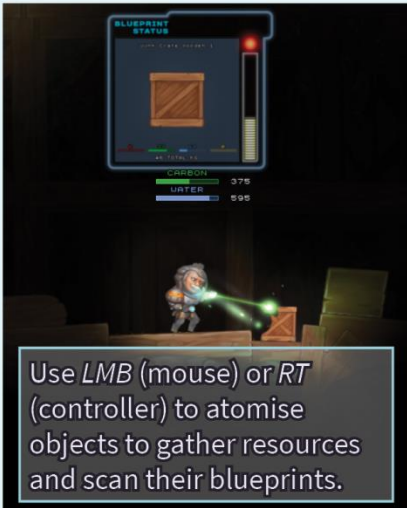 BLUEPRINT
STATUS
CARBON 375
WATER 595
Use LMB (mouse) or RT
(controller) to atomise
objects to gather resources
and scan their blueprints.